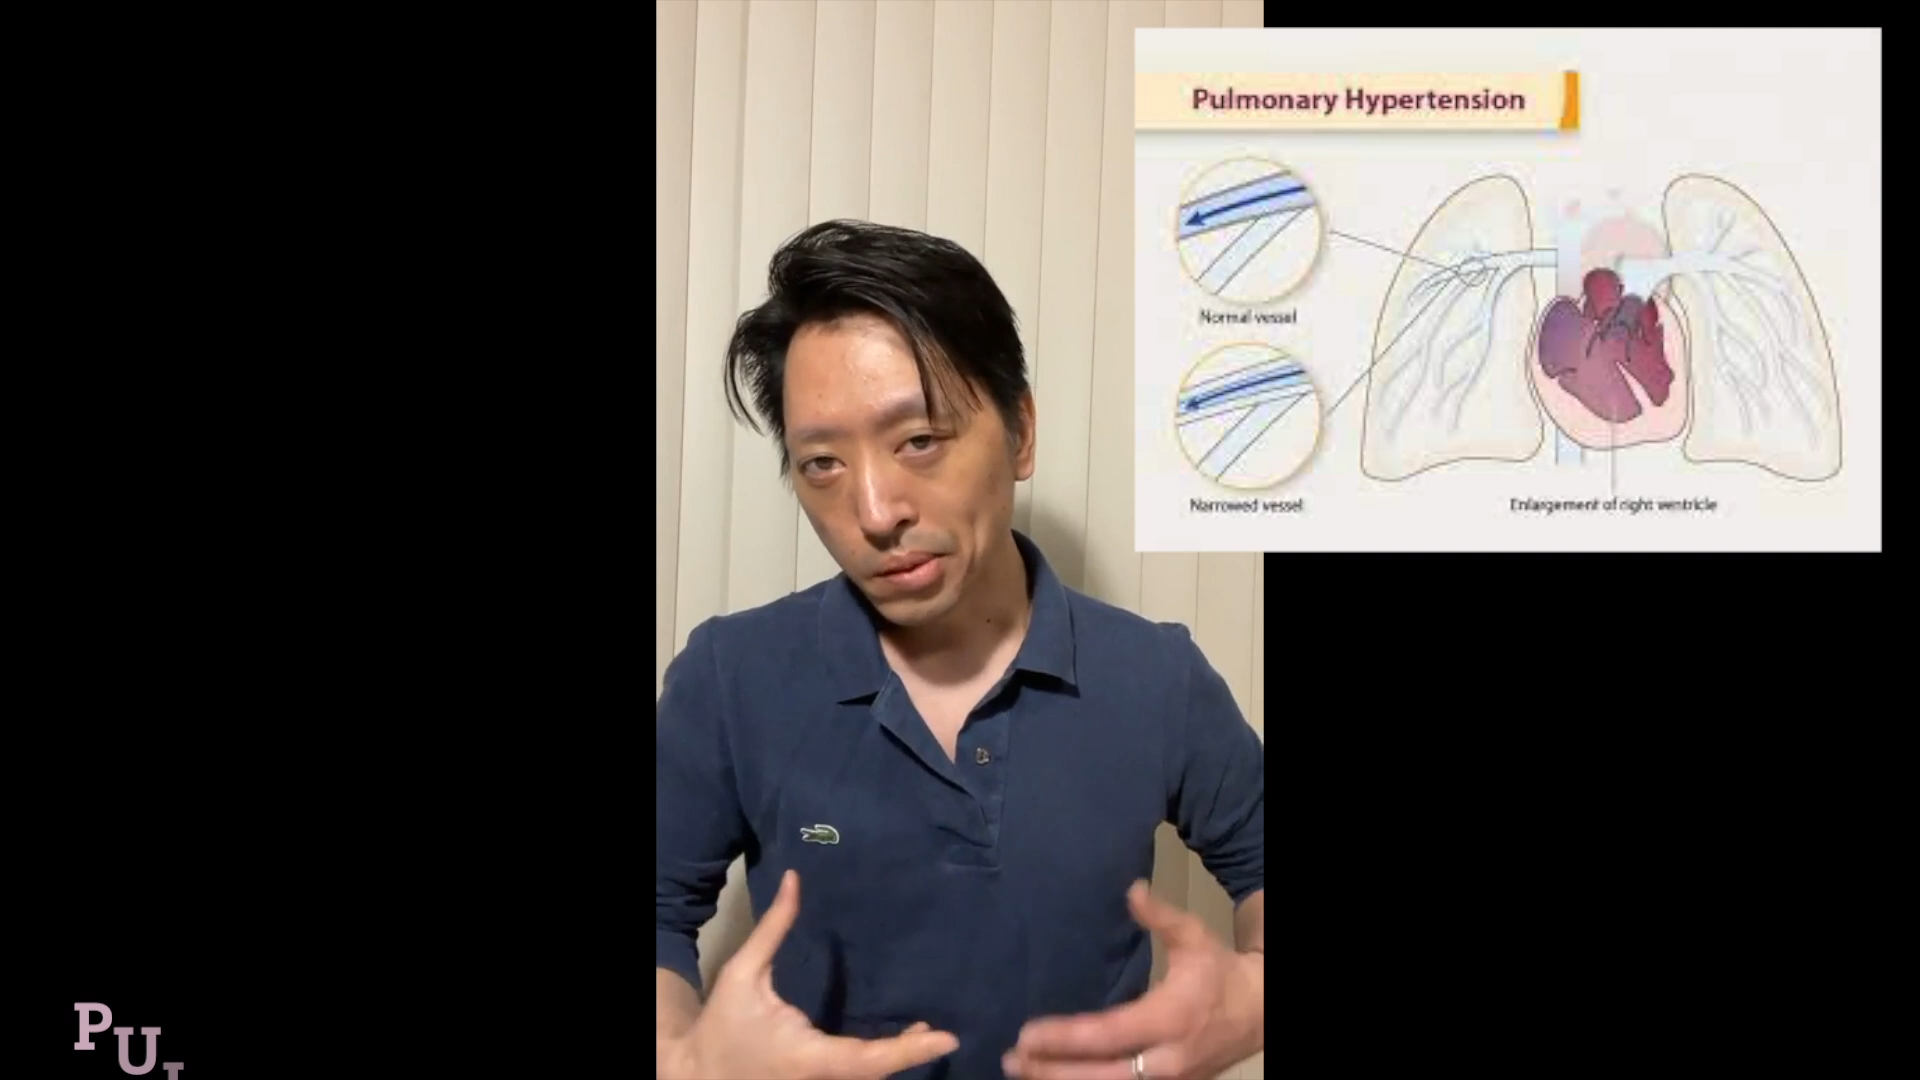 Pulmonary Hypertension
Normal vessel
Narrowed vessel
Enlargement of right ventricle
PU